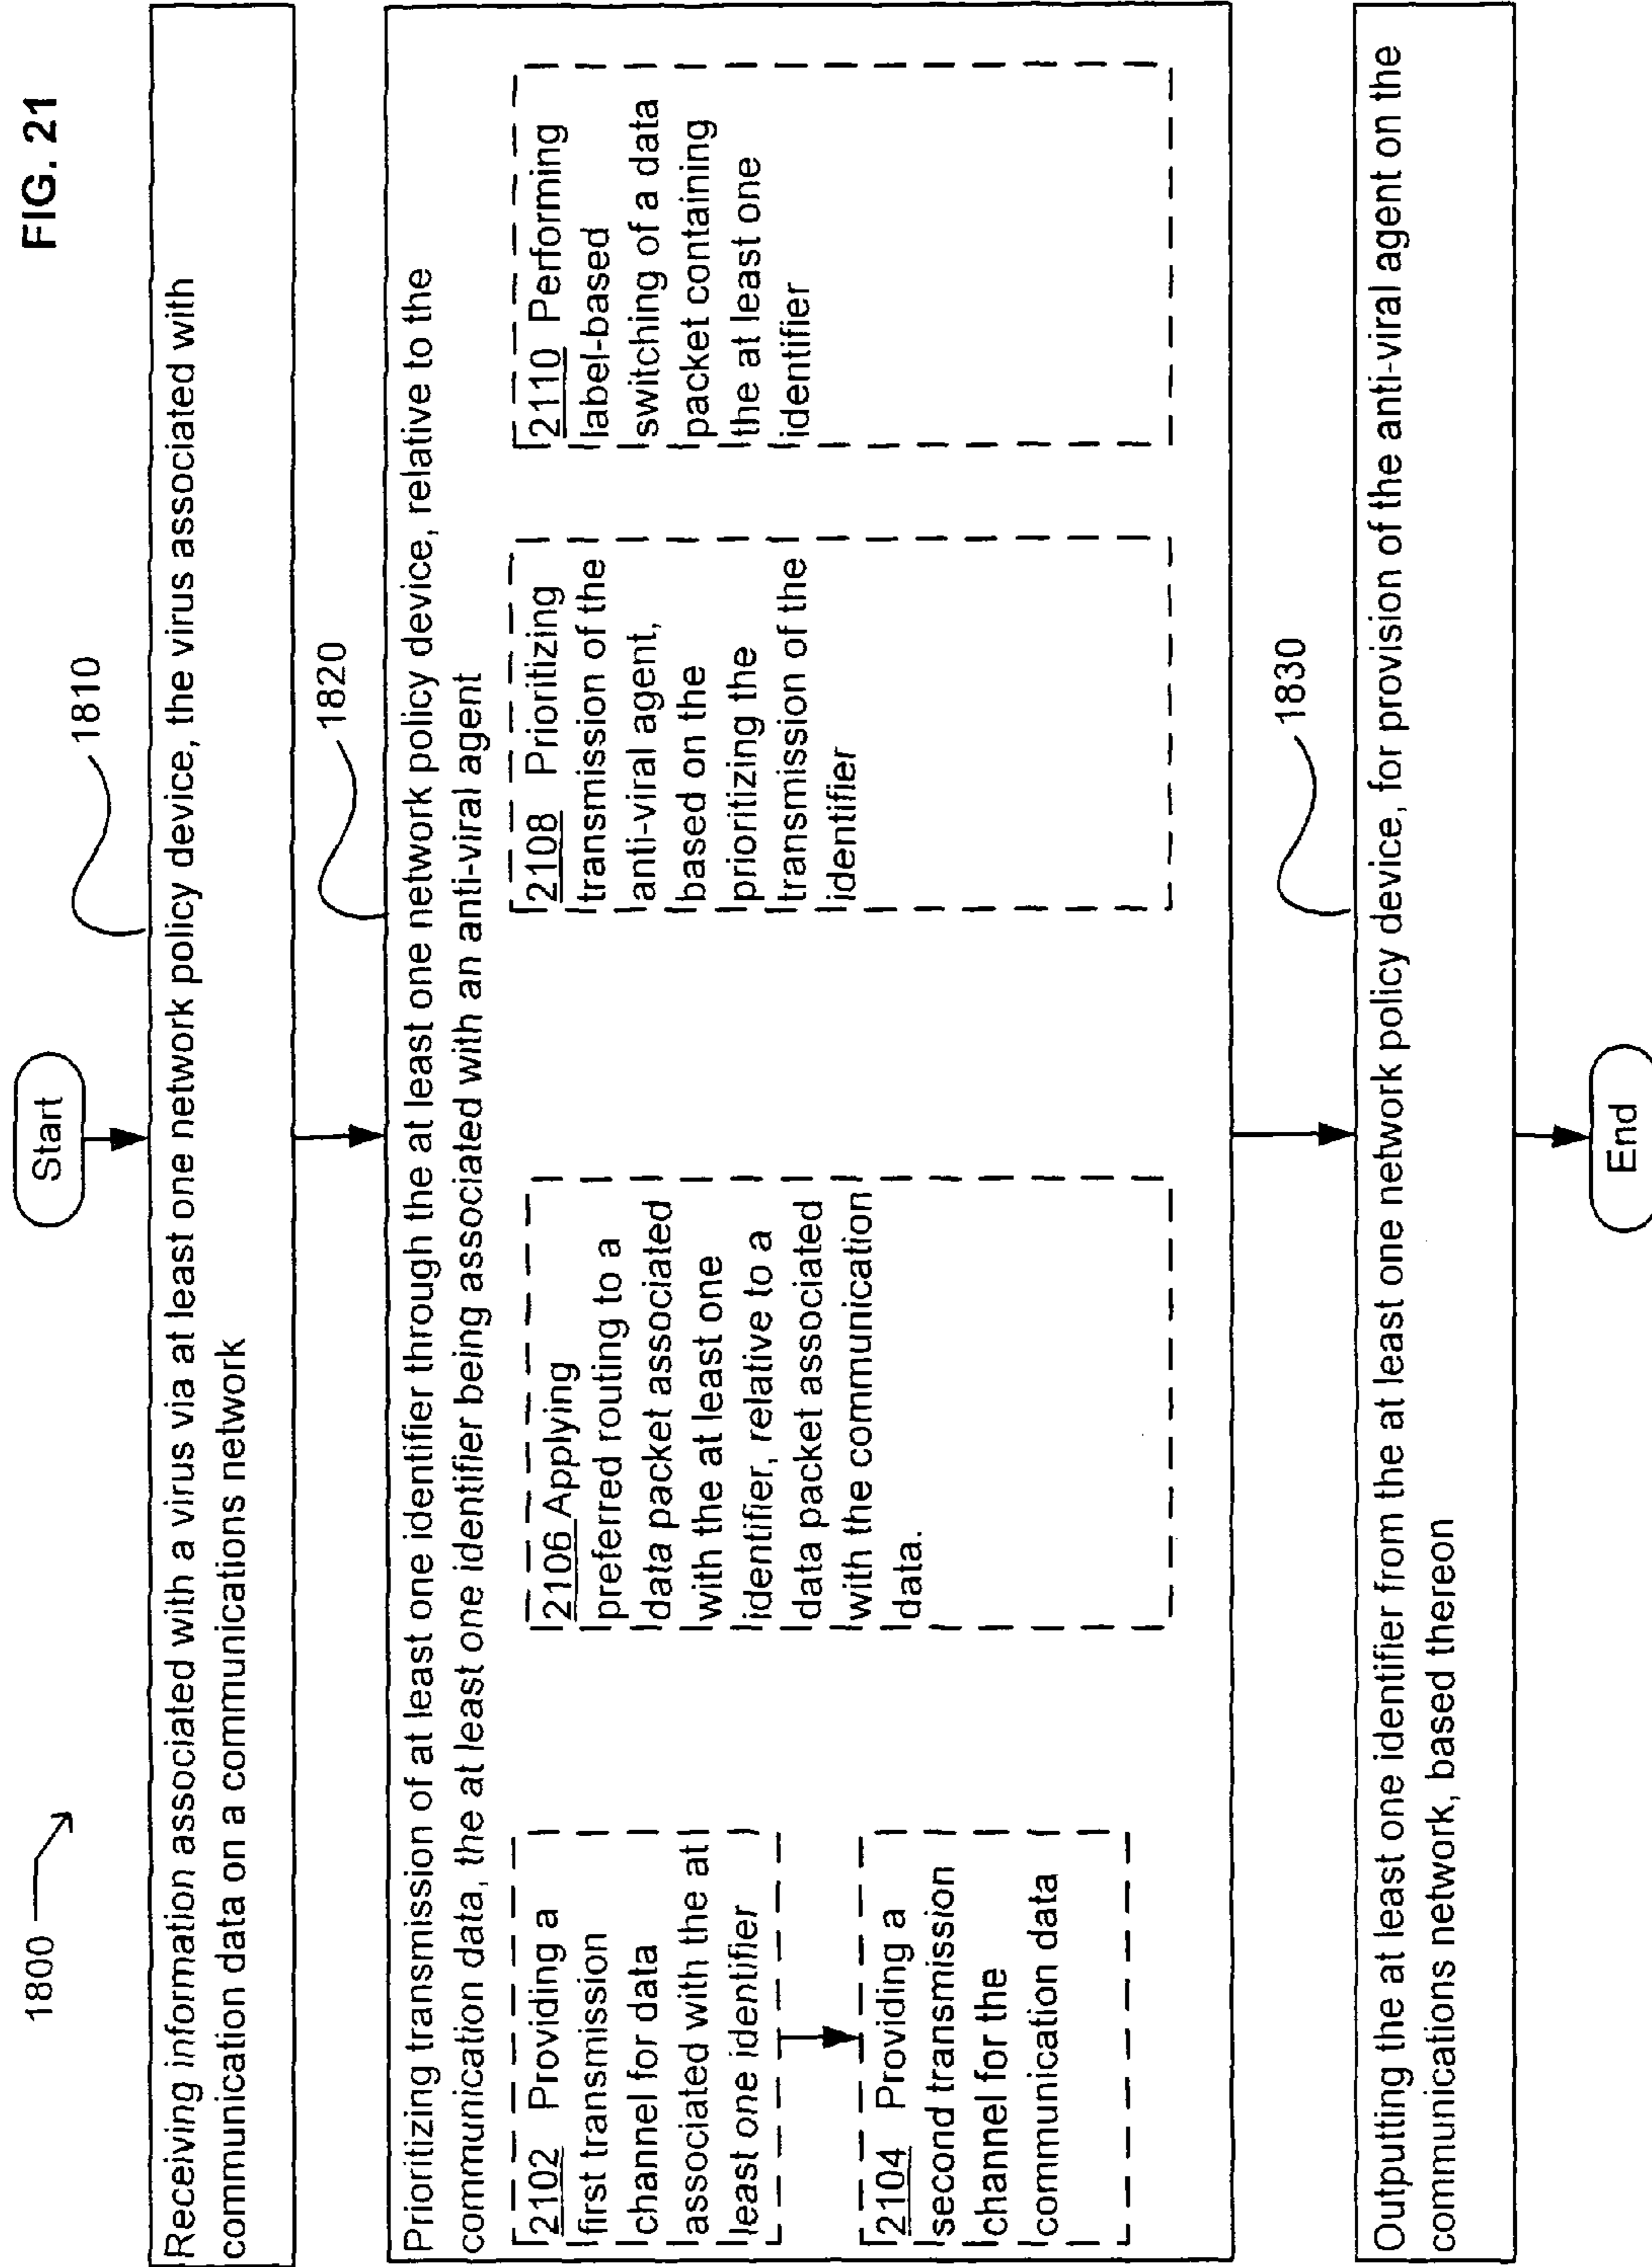 FIG. 21
1800
Start
1810
Receiving information associated with a virus via at least one network policy device, the virus associated with
communication data on a communications network
1820
Prioritizing transmission of at least one identifier through the at least one network policy device, relative to the
communication data, the at least one identifier being associated with an anti-viral agent
2102 Providing a
first transmission
channel for data
associated with the at
least one identifier
2104 Providing a
second transmission
channel for the
communication data
2106 Applying
preferred routing to a
data packet associated
with the at least one
identifier, relative to a
data packet associated
with the communication
data.
2108 Prioritizing
transmission of the
anti-viral agent,
based on the
prioritizing the
transmission of the
identifier
2110 Performing
label-based
switching of a data
packet containing
the at least one
identifier
1830
Outputting the at least one identifier from the at least one network policy device, for provision of the anti-viral agent on the
communications network, based thereon
End